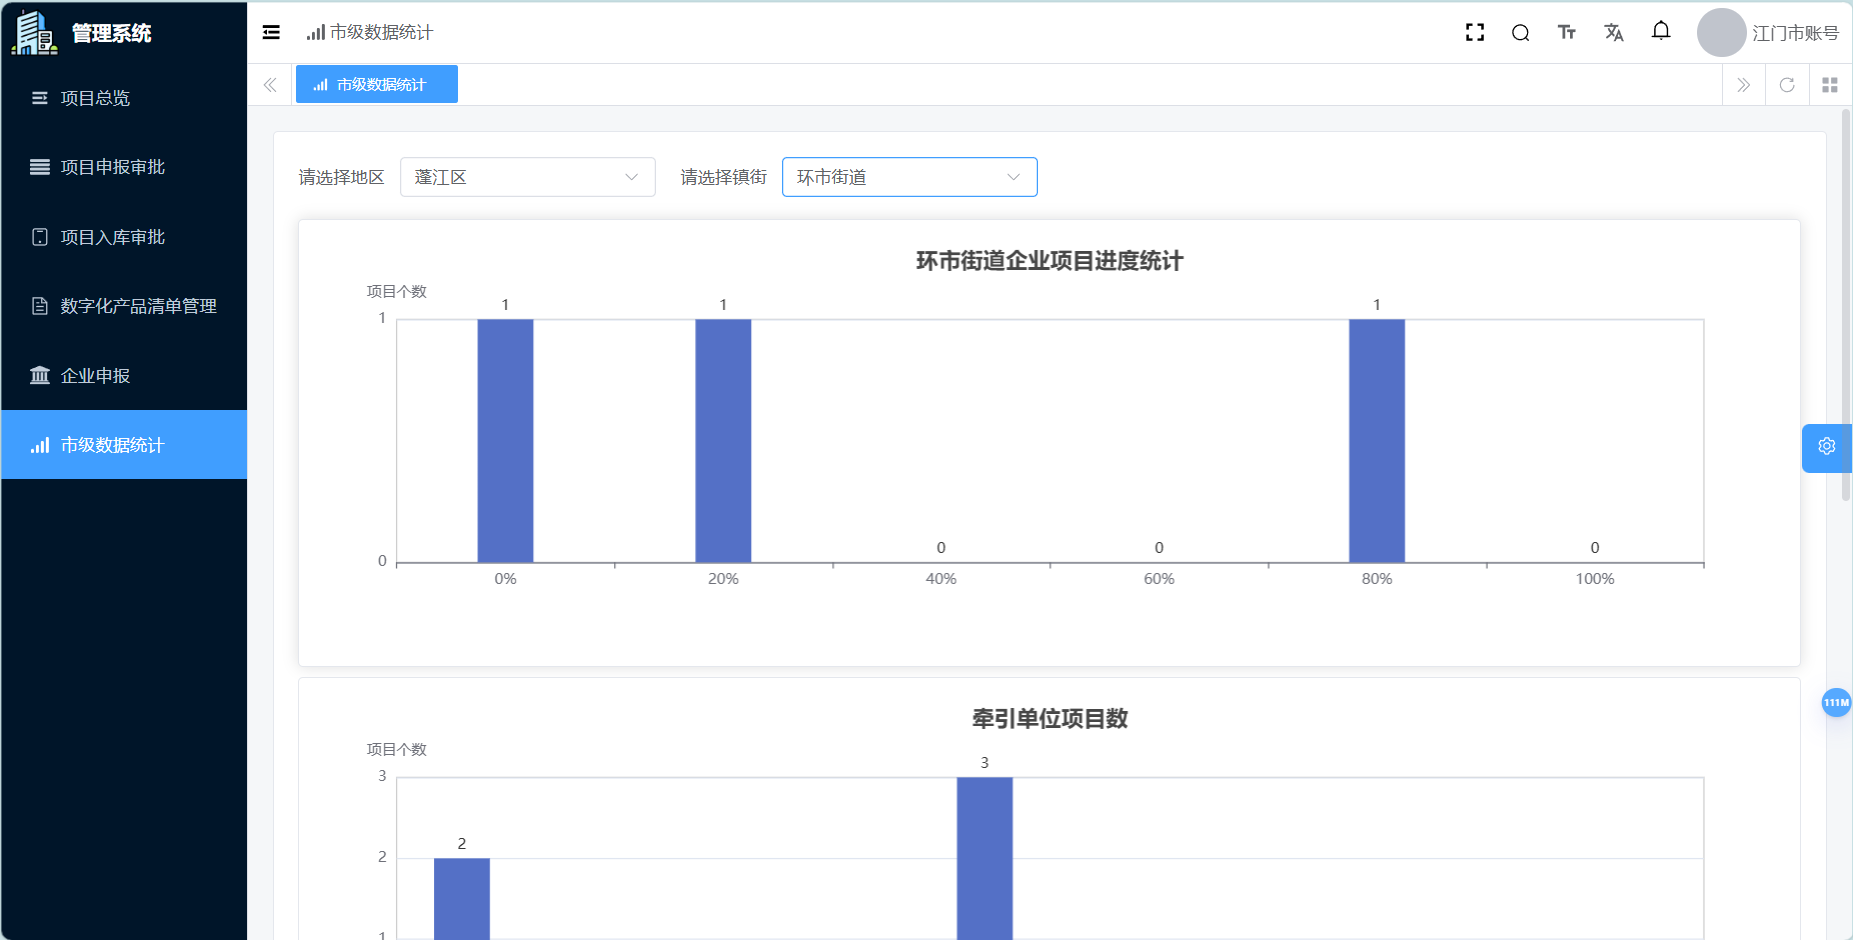 管理系统
项目总览
项目申报审批
项目入库审批
数字化产品清单管理
企业申报
市级数据统计
市级数据统计
江门市账号
市级数据统计
请选择地区
蓬江区
请选择镇街
环市街道
环市街道企业项目进度统计
项目个数
1 1 1
1
0 0 0
0
0% 20% 40% 60% 80% 100%
111M
牵引单位项目数
项目个数
3
3
2
2
1